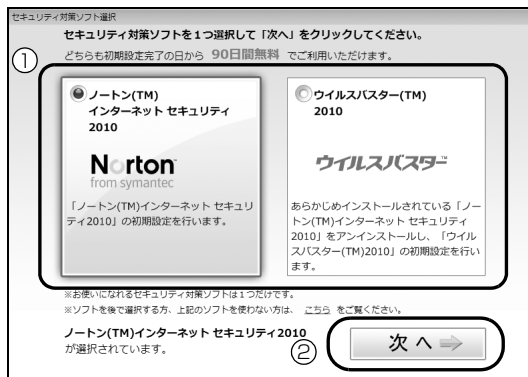 セキュリティ対策ソフト選択
セキュリティ対策ソフトを1つ選択して「次へ」をクリックしてください。
どちらも初期設定完了の日から 90日間無料 でご利用いただけます。
①
ノートン(TM)
インターネット セキュリティ
2010
Norton
from symantec
「ノートン(TM)インターネット セキュリ
ティ2010」の初期設定を行います。
ウイルスバスター(TM)
2010
ウイルスバスター™
あらかじめインストールされている「ノー
トン(TM)インターネット セキュリティ
2010」をアンインストールし、「ウイル
スバスター(TM)2010」の初期設定を行い
ます。
※お使いになれるセキュリティ対策ソフトは1つだけです。
※ソフトを後で選択する方、上記のソフトを使わない方は、 こちら をご覧ください。
ノートン(TM)インターネット セキュリティ2010
が選択されています。
②
次 へ